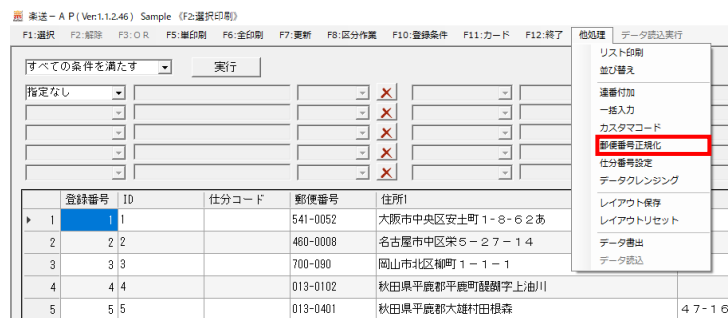 楽送－ＡＰ( Ver:1.1.2.46 ) Sample 《F2:選択印刷》
F1:選択 F2:解除 F3:ＯＲ F5:単印刷 F6:全印刷 F7:更新 F8:区分作業 F10:登録条件 F11:カード F12:終了 他処理 データ読込実行
すべての条件を満たす 実行
指定なし
リスト印刷
並び替え
連番付加
一括入力
カスタマコード
郵便番号正規化
仕分番号設定
データクレンジング
レイアウト保存
レイアウトリセット
データ書出
データ読込
登録番号 ID 仕分コード 郵便番号 住所1
1 1 1 541-0052 大阪市中央区安土町１-８-６２あ
2 2 2 460-0008 名古屋市中区栄５－２７－１４
3 3 3 700-090 岡山市北区柳町１－１－１
4 4 4 013-0102 秋田県平鹿郡平鹿町醍醐字上油川
5 5 5 013-0401 秋田県平鹿郡大雄村田根森 ４７-１６